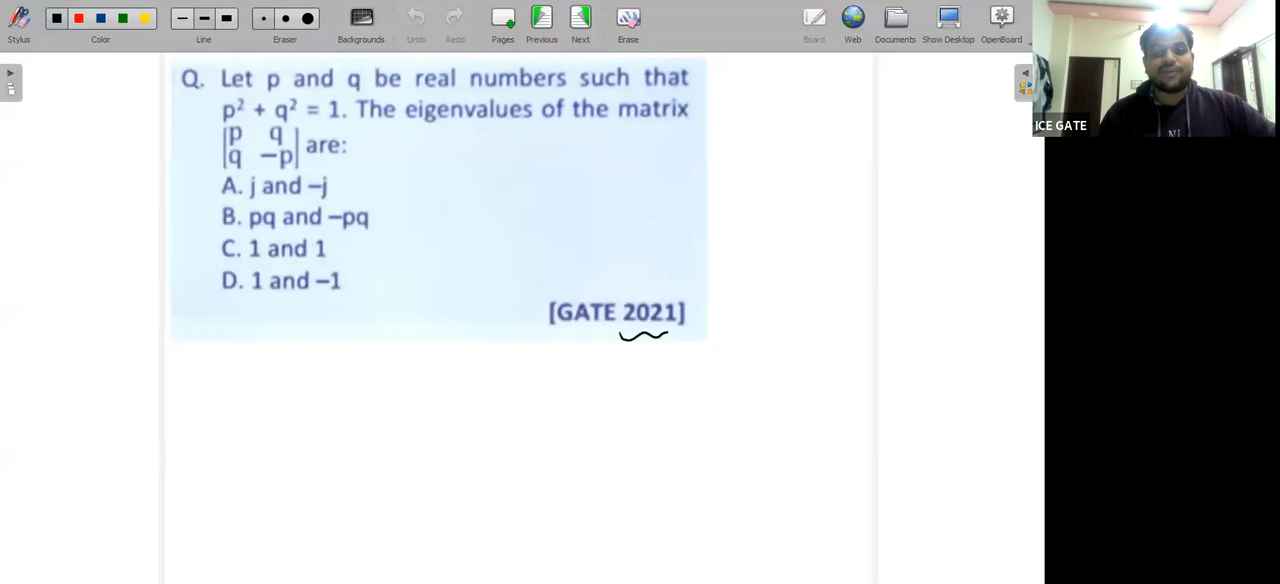 Stylus
Color
Line
Eraser
Backgrounds
Undo
Redo
Pages
Previous
Next
Erase
Board
Web
Documents
Show Desktop
OpenBoard
ICE GATE
Q. Let p and q be real numbers such that
p² + q² = 1. The eigenvalues of the matrix
|p q|
|q −p| are:
A. j and −j
B. pq and −pq
C. 1 and 1
D. 1 and −1
[GATE 2021]